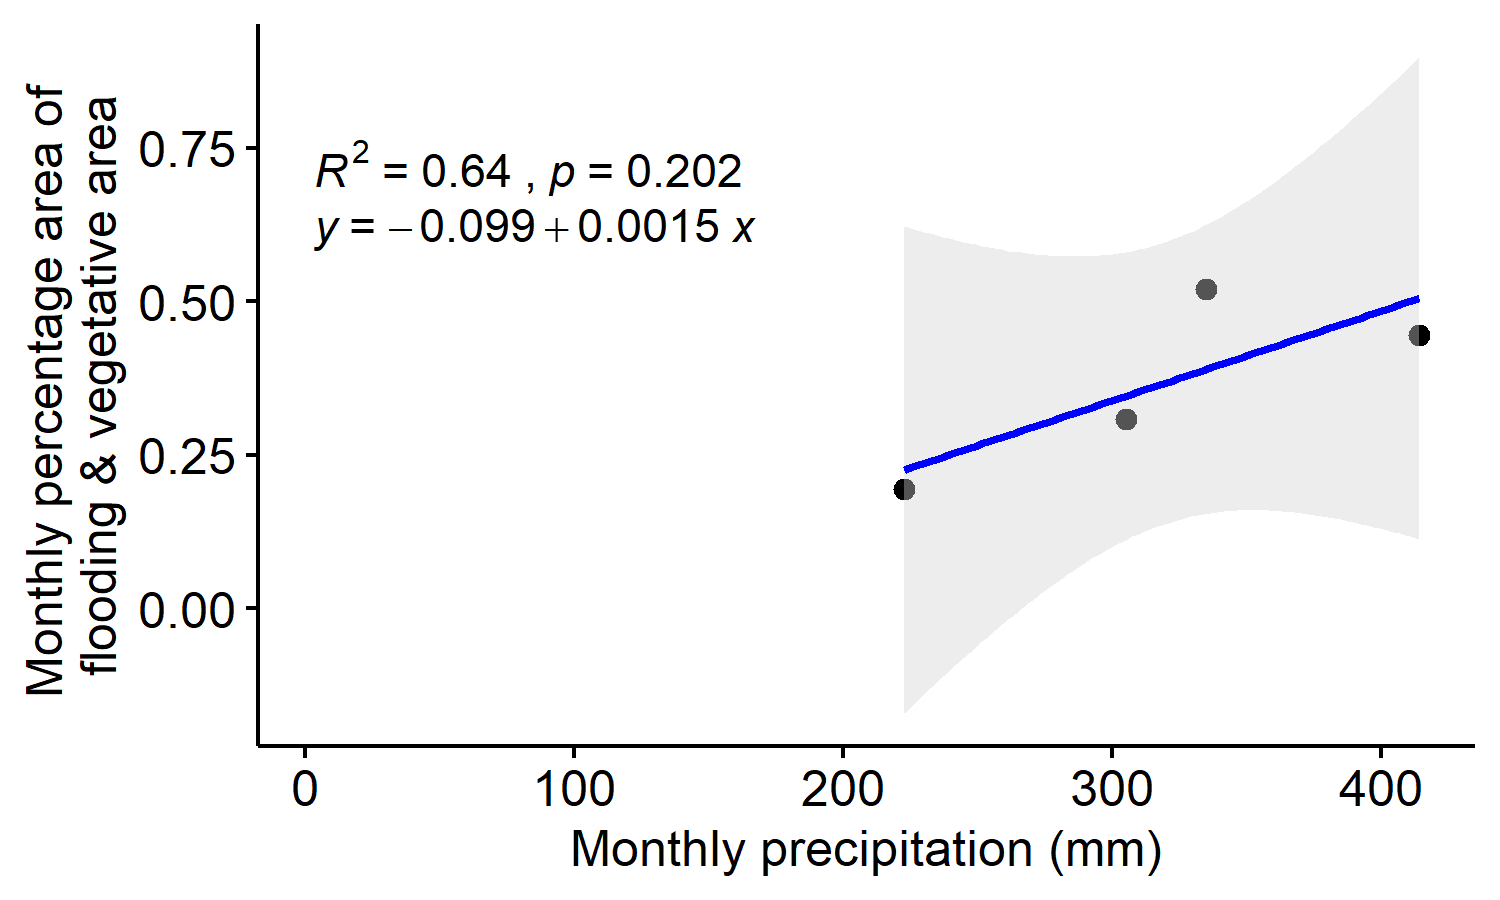 Monthly percentage area of
flooding & vegetative area
0.75
0.50
0.25
0.00
R² = 0.64 , p = 0.202
y = −0.099 + 0.0015 x
0 100 200 300 400
Monthly precipitation (mm)